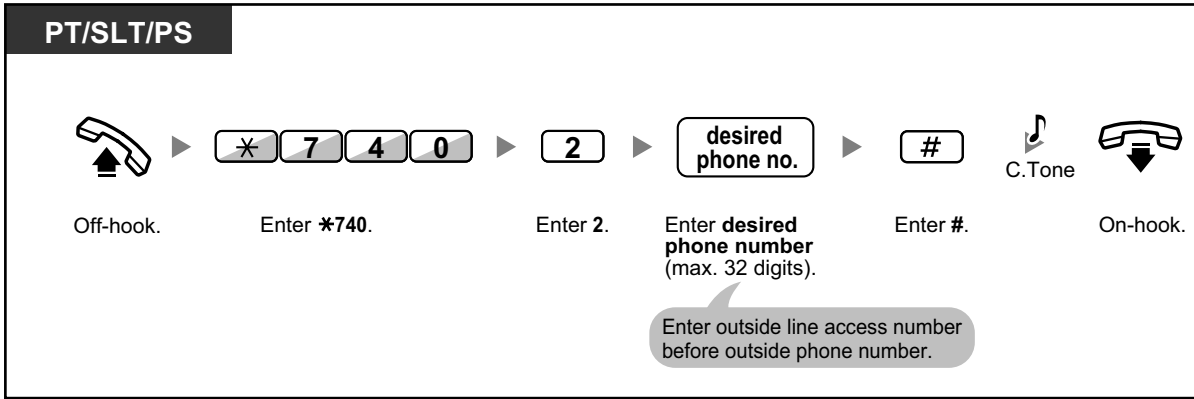 PT/SLT/PS
* 7 4 0 2 desired phone no. # C.Tone
Off-hook.
Enter *740.
Enter 2.
Enter desired
phone number
(max. 32 digits).
Enter #.
On-hook.
Enter outside line access number
before outside phone number.